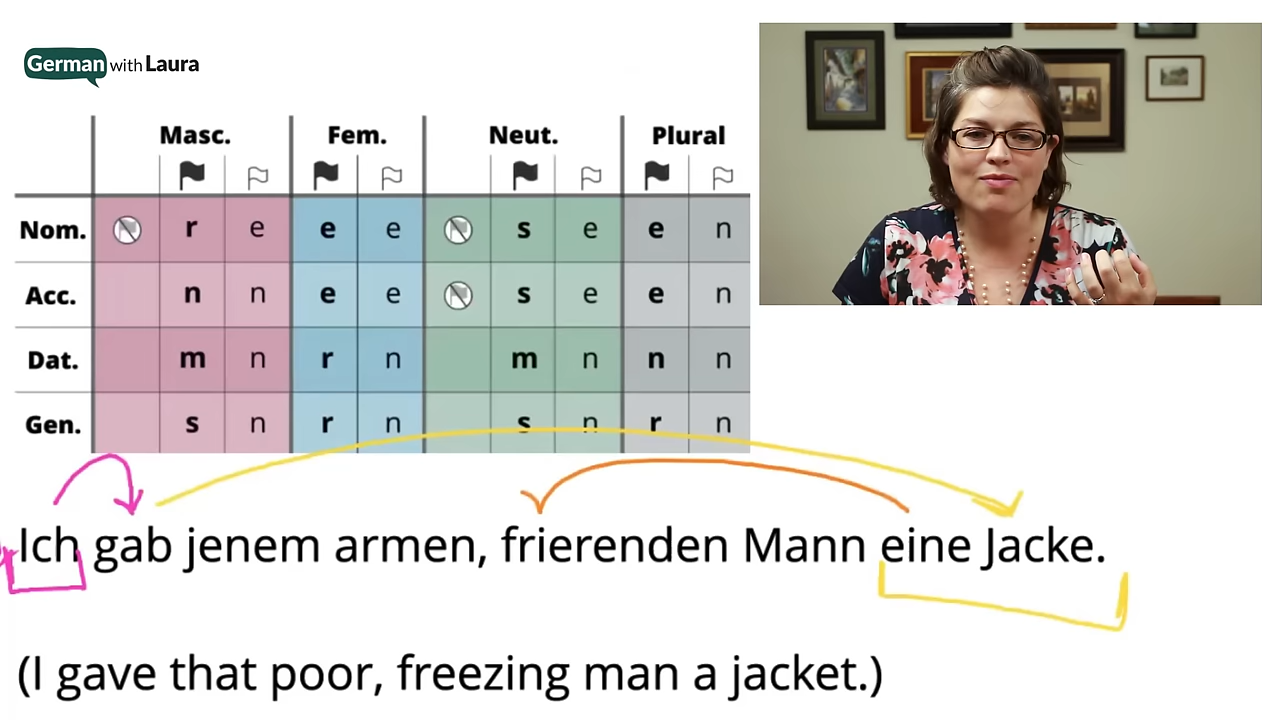 German with Laura
Masc. Fem. Neut. Plural
Nom. r e e e s e e n
Acc. n n e e s e e n
Dat. m n r n m n n n
Gen. s n r n s n r n
Ich gab jenem armen, frierenden Mann eine Jacke.
(I gave that poor, freezing man a jacket.)